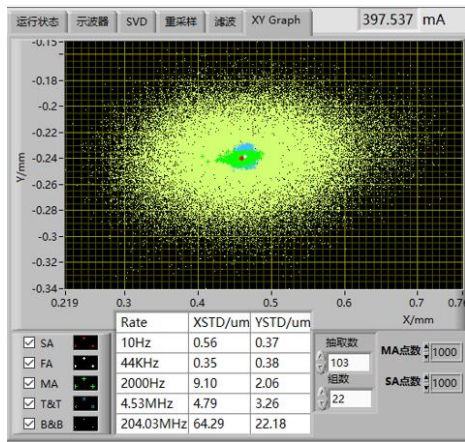 运行状态 示波器 SVD 重采样 滤波 XY Graph 397.537 mA
-0.15
-0.18
-0.2
-0.22
-0.24
-0.26
-0.28
-0.3
-0.32
-0.34
Y/mm
0.219 0.3 0.4 0.5 0.6 0.7
X/mm
Rate XSTD/um YSTD/um
SA 10Hz 0.56 0.37
FA 44KHz 0.35 0.38
MA 2000Hz 9.10 2.06
T&T 4.53MHz 4.79 3.26
B&B 204.03MHz 64.29 22.18
抽取数
103
组数
22
MA点数 1000
SA点数 1000